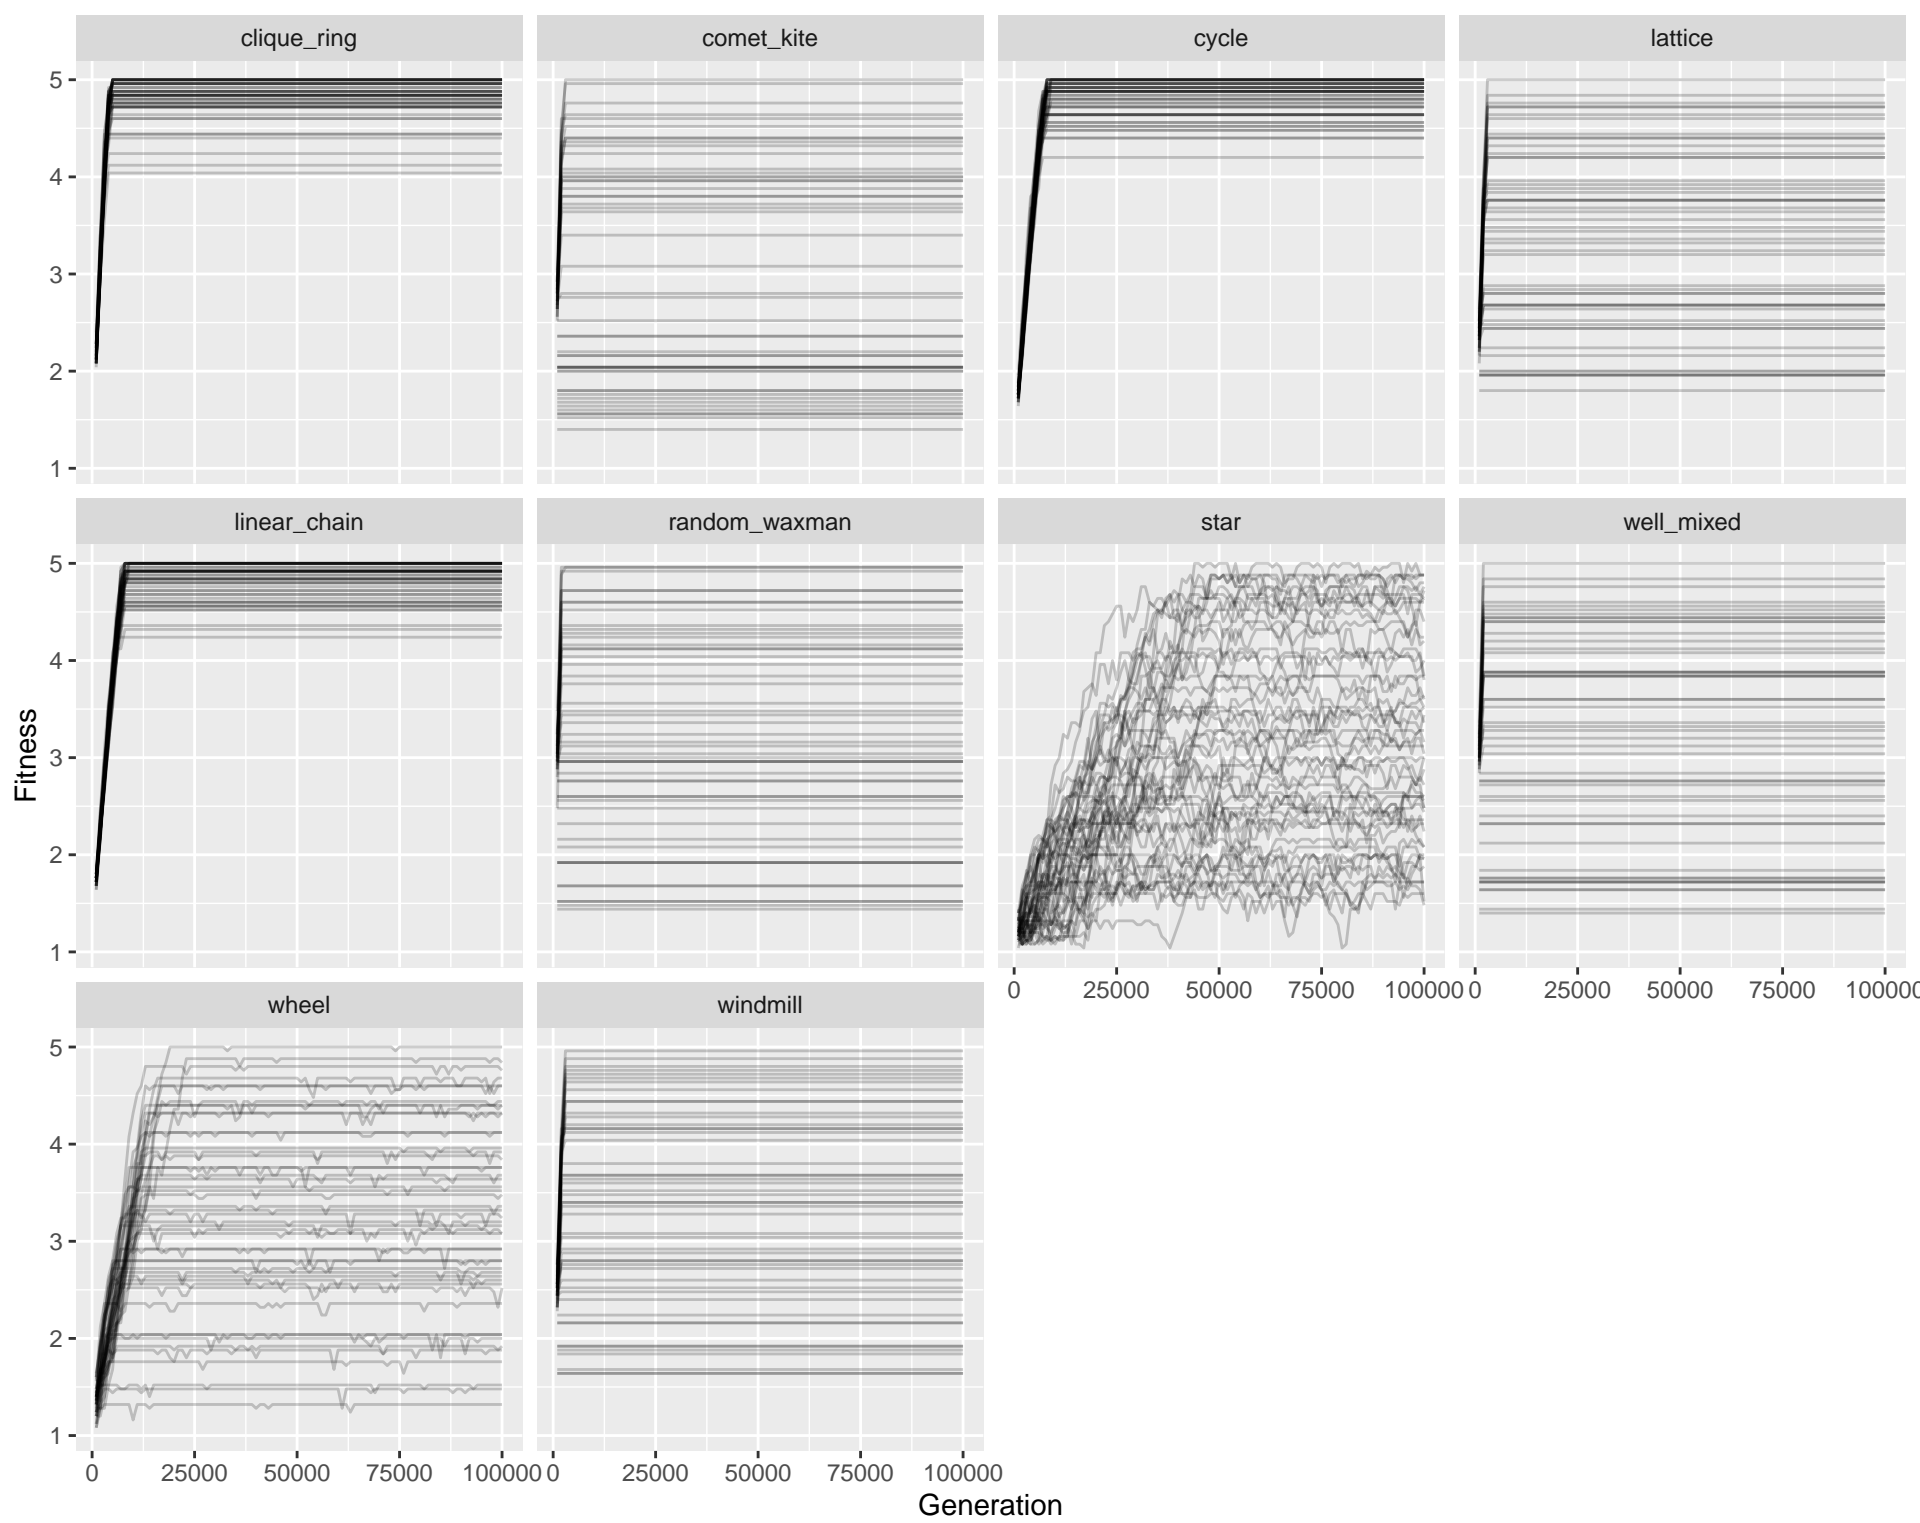 clique_ring comet_kite cycle lattice
5
4
3
2
1
linear_chain random_waxman star well_mixed
5
4
3
2
1
0 25000 50000 75000 100000 0 25000 50000 75000 100000
wheel windmill
5
4
3
2
1
0 25000 50000 75000 100000 0 25000 50000 75000 100000
Fitness
Generation